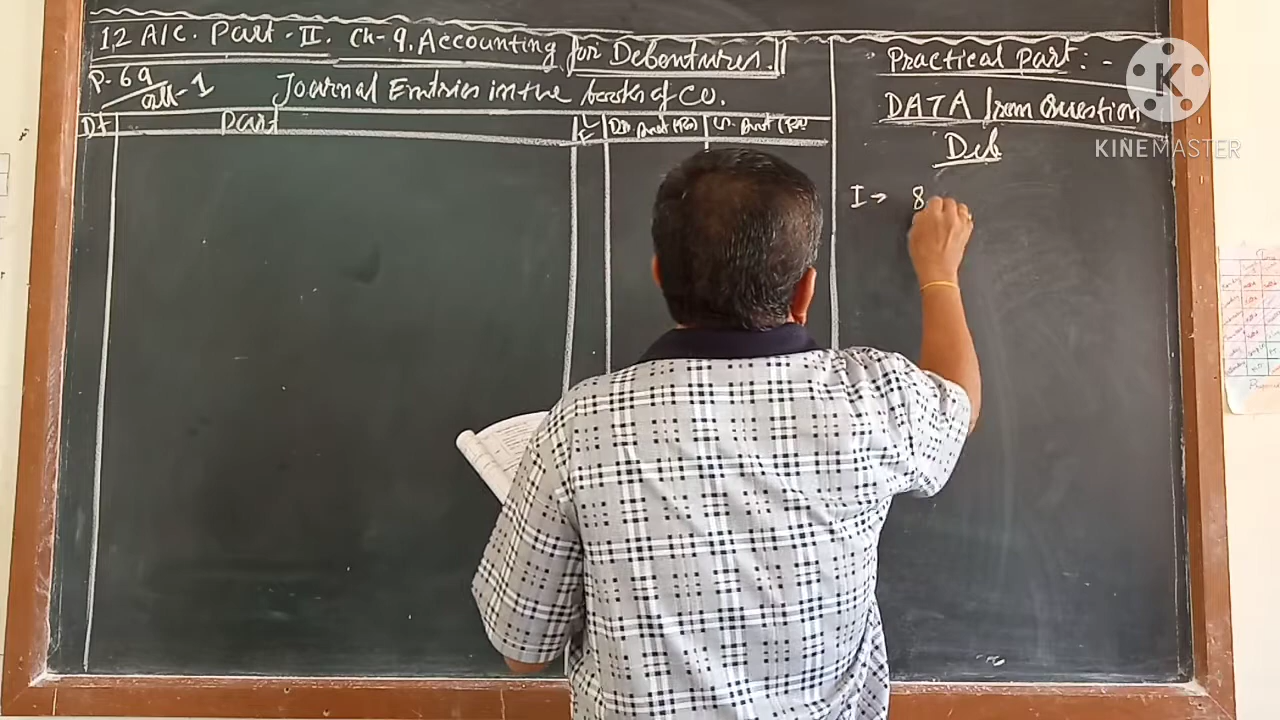 12 A/C. Part-II. Ch-9. Accounting for Debentures.
P-69
Journal Entries in the books of CO.
Dt Part L F Dr. Amt (Rs) Cr. Amt (Rs)
Practical part:-
DATA from Question
Deb
I → 8
KINEMASTER